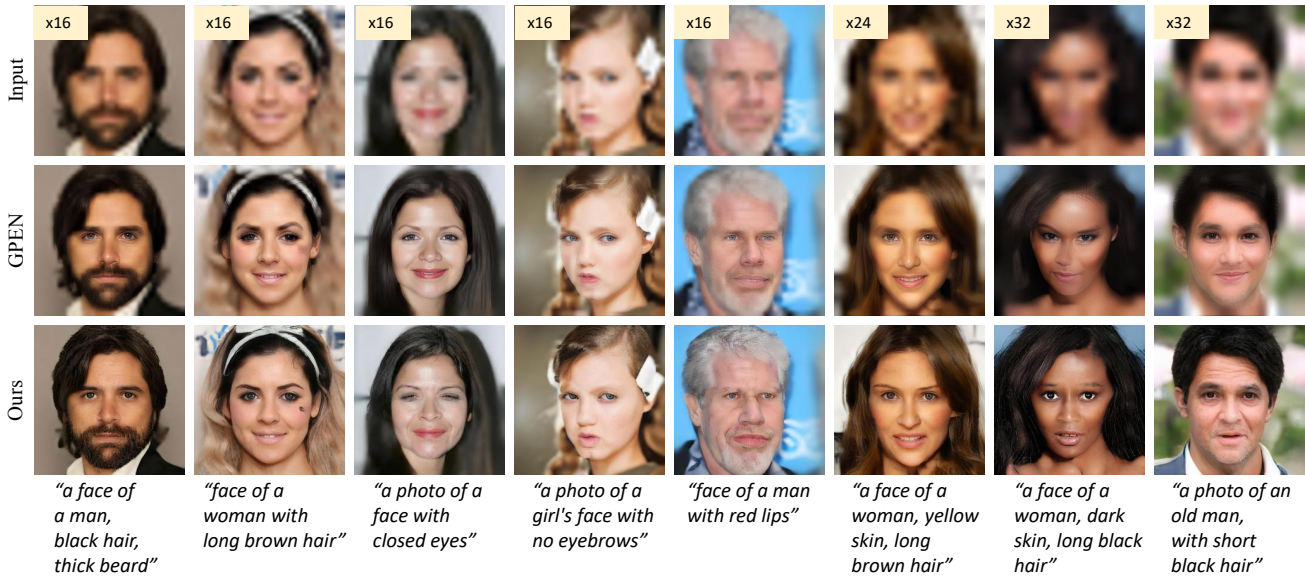 x16
x16
x16
x16
x16
x24
x32
x32
Input
GPEN
Ours
“a face of
a man,
black hair,
thick beard”
“face of a
woman with
long brown hair”
“a photo of a
face with
closed eyes”
“a photo of a
girl's face with
no eyebrows”
“face of a man
with red lips”
“a face of a
woman, yellow
skin, long
brown hair”
“a face of a
woman, dark
skin, long black
hair”
“a photo of an
old man,
with short
black hair”